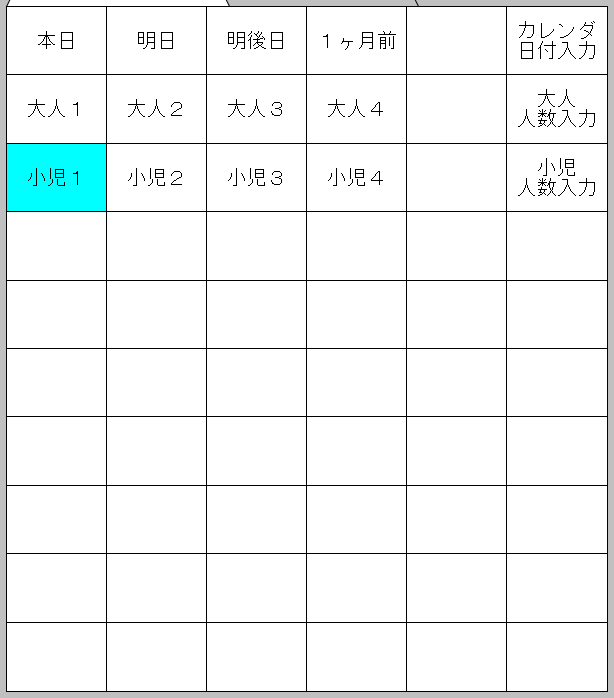 本日
明日
明後日
１ヶ月前
カレンダ
日付入力
大人１
大人２
大人３
大人４
大人
人数入力
小児１
小児２
小児３
小児４
小児
人数入力